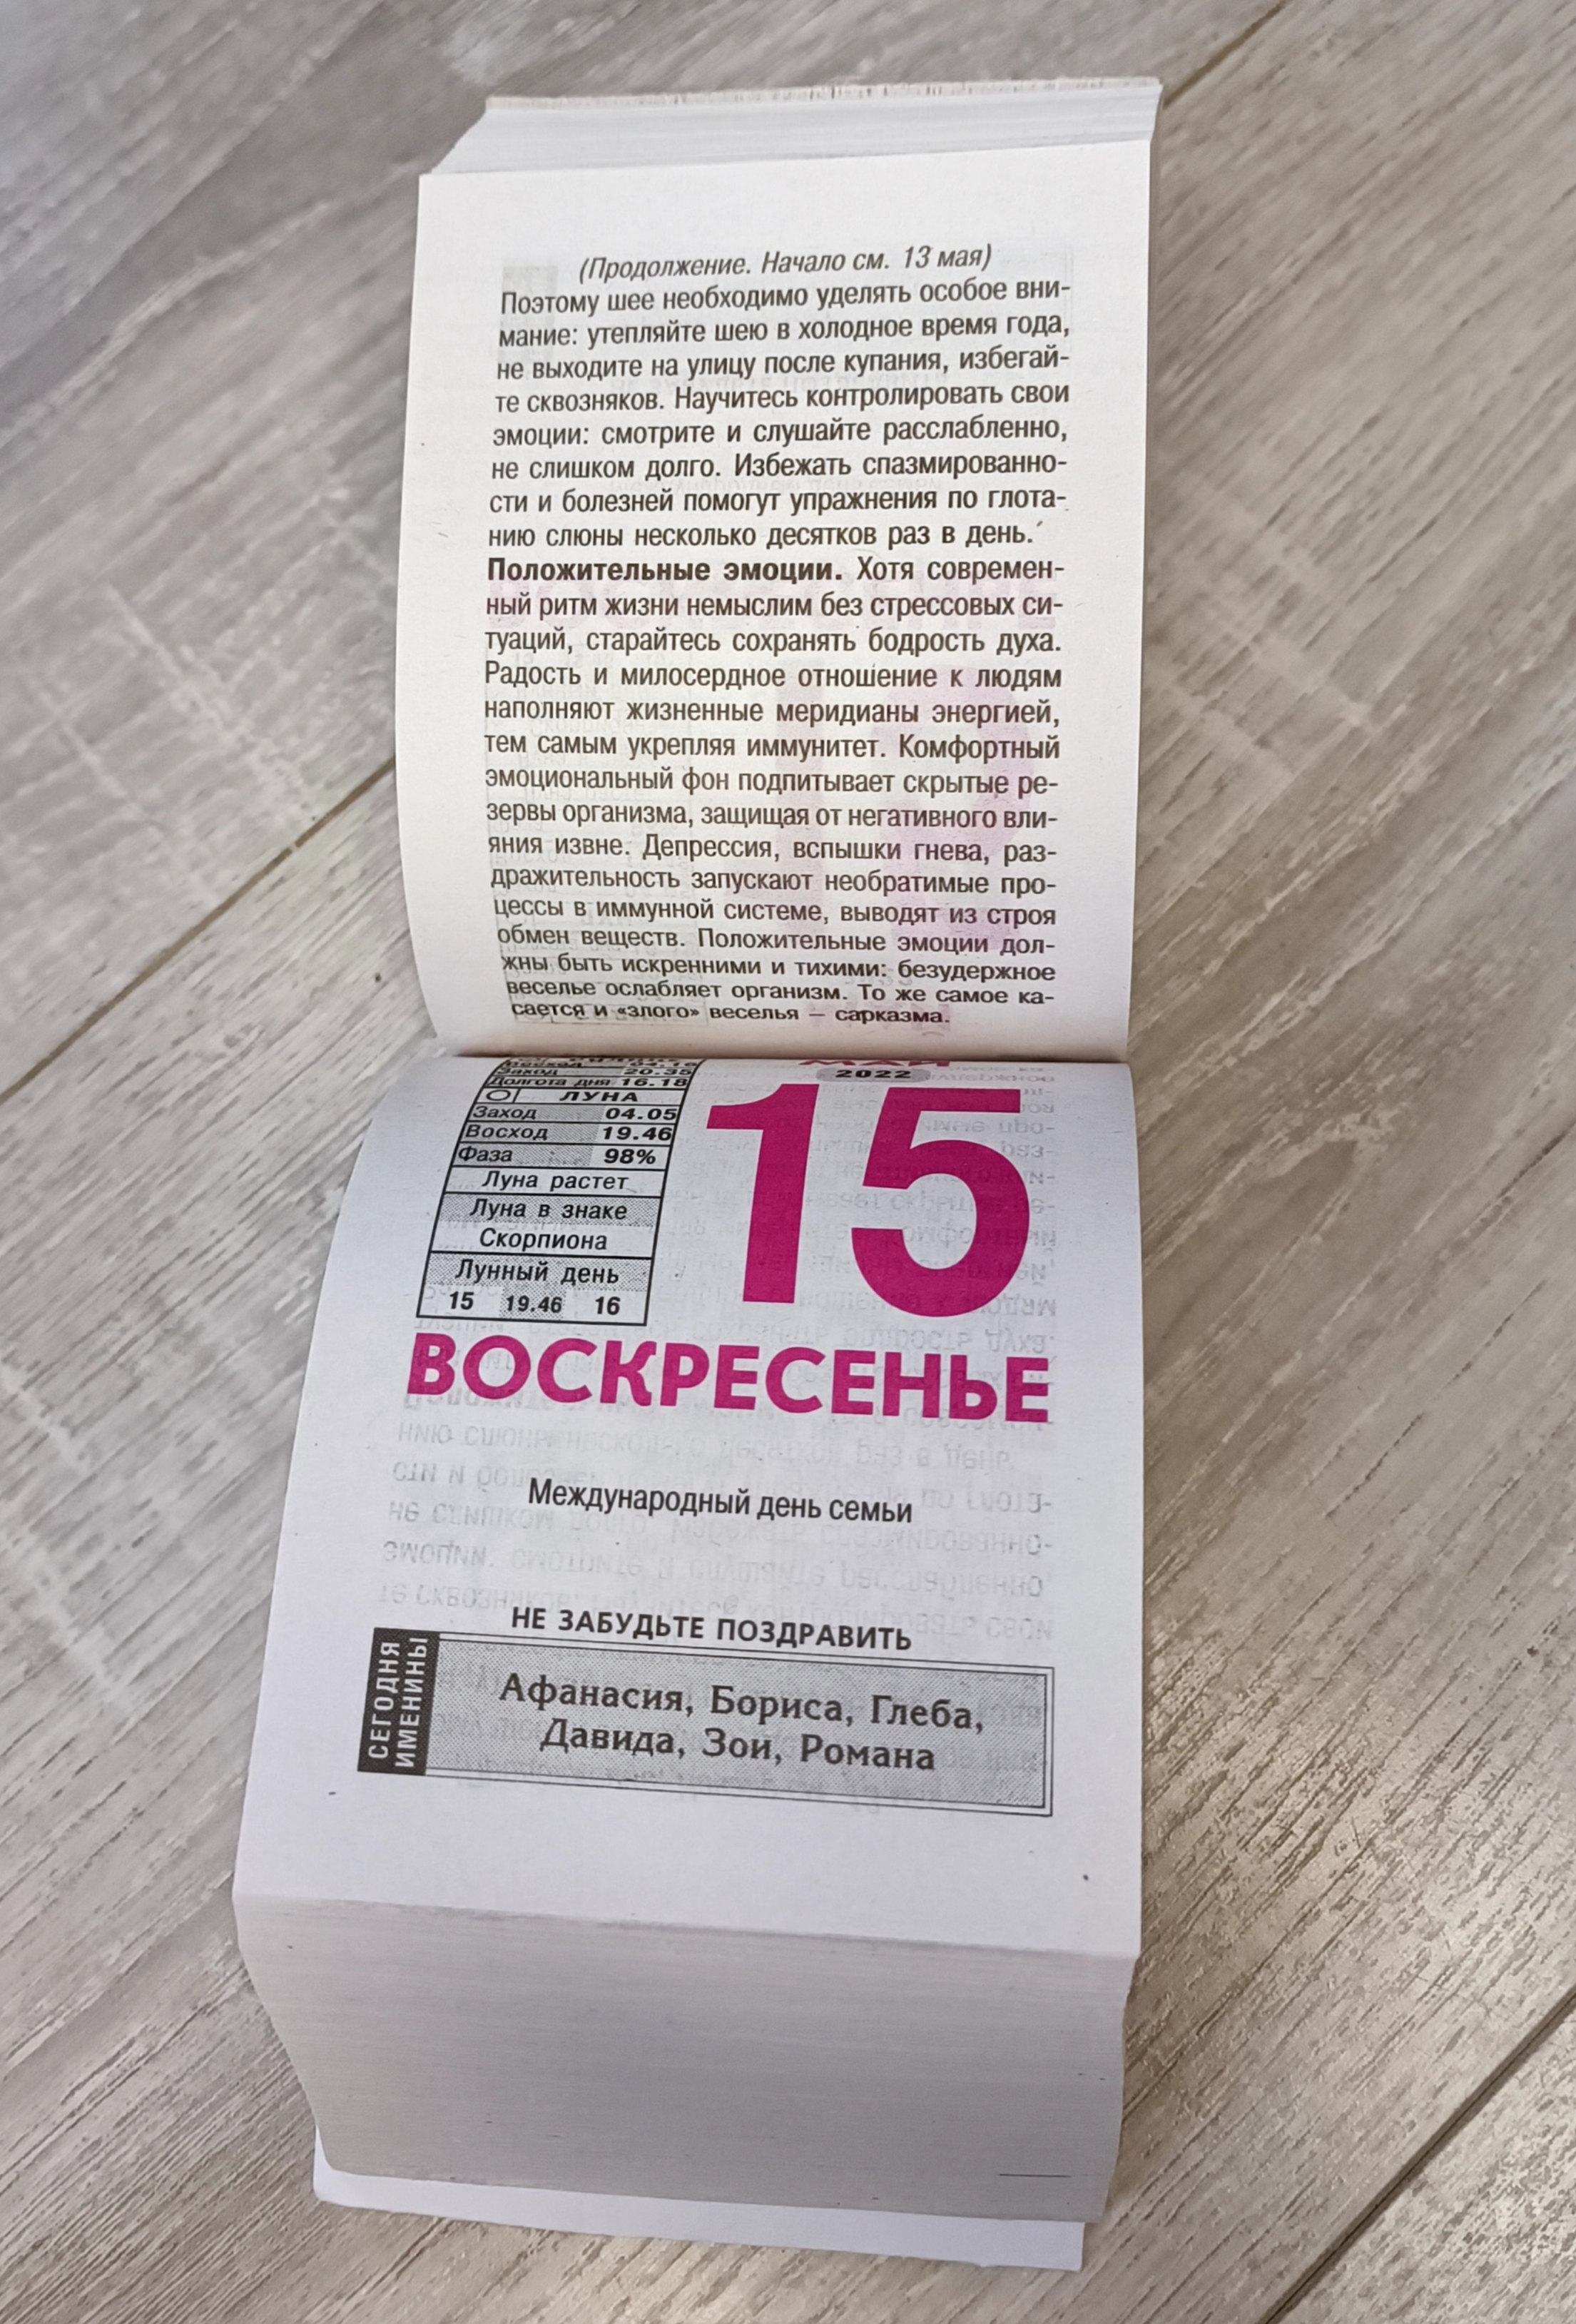 (Продолжение. Начало см. 13 мая)
Поэтому шее необходимо уделять особое вни-
мание: утепляйте шею в холодное время года,
не выходите на улицу после купания, избегай-
те сквозняков. Научитесь контролировать свои
эмоции: смотрите и слушайте расслабленно,
не слишком долго. Избежать спазмированно-
сти и болезней помогут упражнения по глота-
нию слюны несколько десятков раз в день.
Положительные эмоции. Хотя современ-
ный ритм жизни немыслим без стрессовых си-
туаций, старайтесь сохранять бодрость духа.
Радость и милосердное отношение к людям
наполняют жизненные меридианы энергией,
тем самым укрепляя иммунитет. Комфортный
эмоциональный фон подпитывает скрытые ре-
зервы организма, защищая от негативного вли-
яния извне. Депрессия, вспышки гнева, раз-
дражительность запускают необратимые про-
цессы в иммунной системе, выводят из строя
обмен веществ. Положительные эмоции дол-
жны быть искренними и тихими: безудержное
веселье ослабляет организм. То же самое ка-
сается и «злого» веселья – сарказма.
МАЙ
2022
15
Восход 04.16
Заход 20.35
Долгота дня 16.18
ЛУНА
Заход 04.05
Восход 19.46
Фаза 98%
Луна растет
Луна в знаке
Скорпиона
Лунный день
15 19.46 16
ВОСКРЕСЕНЬЕ
Международный день семьи
НЕ ЗАБУДЬТЕ ПОЗДРАВИТЬ
СЕГОДНЯ
ИМЕНИНЫ
Афанасия, Бориса, Глеба,
Давида, Зои, Романа